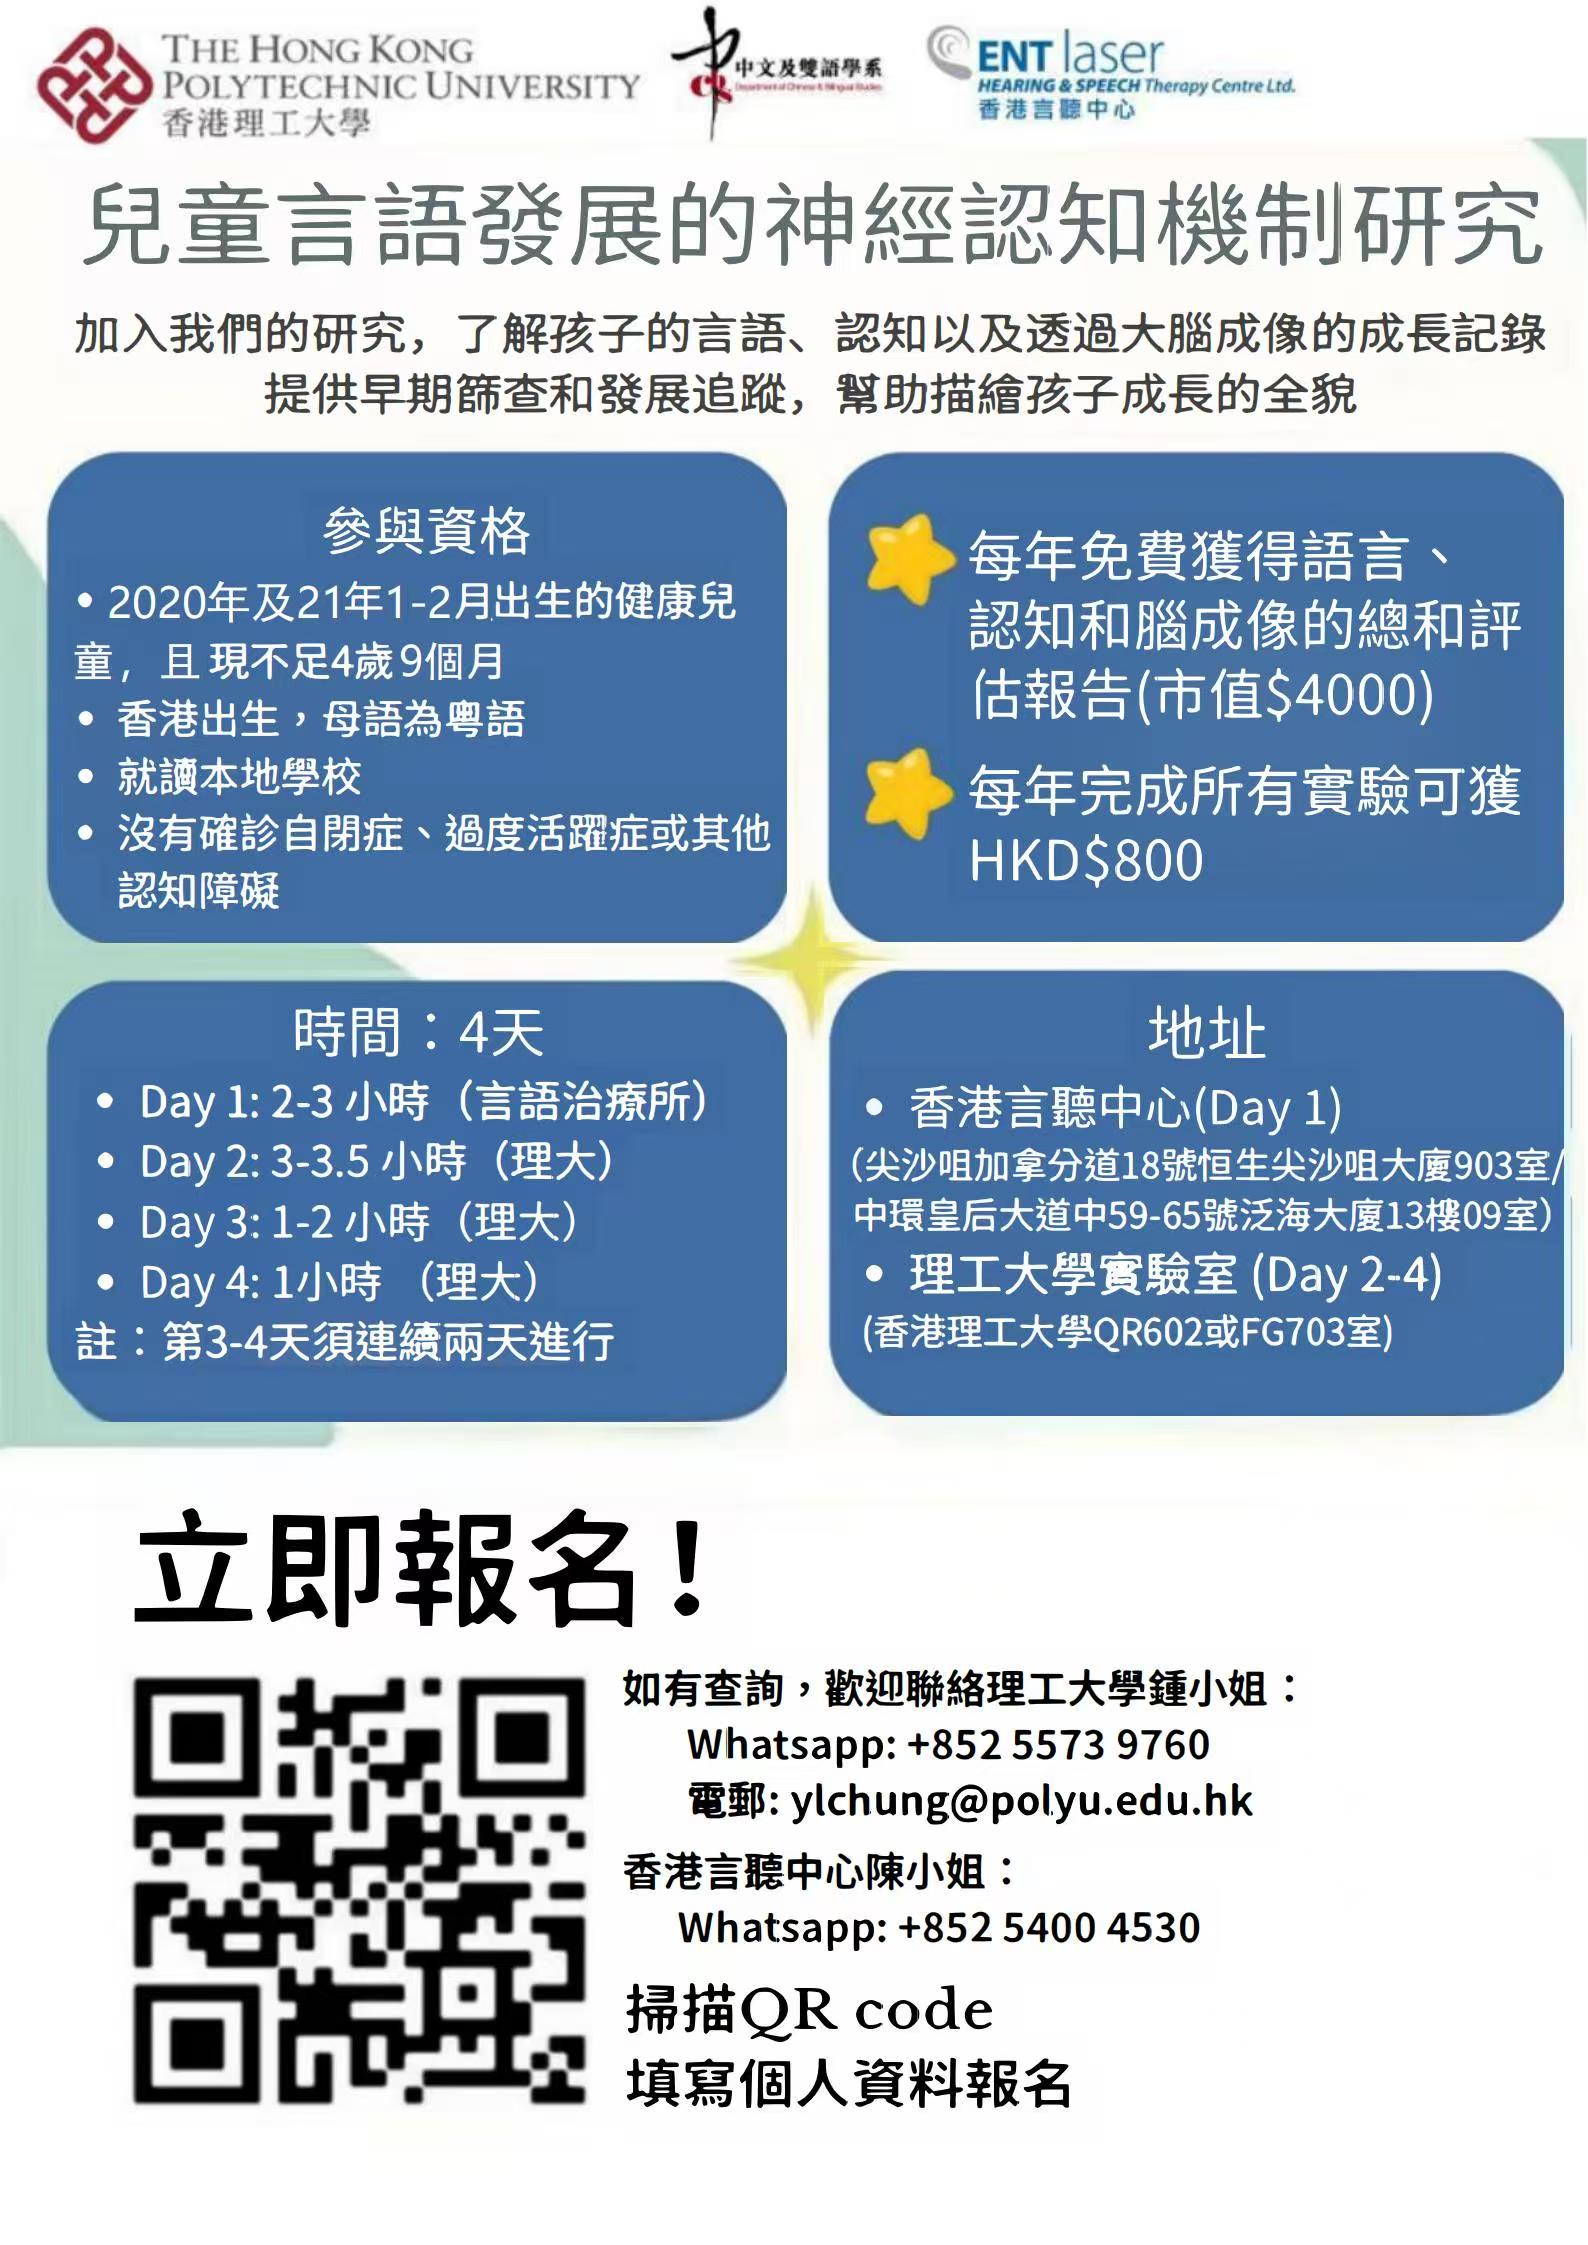 THE HONG KONG
POLYTECHNIC UNIVERSITY
香港理工大學
中文及雙語學系
Department of Chinese & Bilingual Studies
ENT laser
HEARING & SPEECH Therapy Centre Ltd.
香港言聽中心
兒童言語發展的神經認知機制研究
加入我們的研究，了解孩子的言語、認知以及透過大腦成像的成長記錄
提供早期篩查和發展追蹤，幫助描繪孩子成長的全貌
參與資格
• 2020年及21年1-2月出生的健康兒
童，且現不足4歲9個月
• 香港出生，母語為粵語
• 就讀本地學校
• 沒有確診自閉症、過度活躍症或其他
認知障礙
每年免費獲得語言、
認知和腦成像的總和評
估報告(市值$4000)
每年完成所有實驗可獲
HKD$800
時間：4天
• Day 1: 2-3 小時（言語治療所）
• Day 2: 3-3.5 小時（理大）
• Day 3: 1-2 小時（理大）
• Day 4: 1小時 （理大）
註：第3-4天須連續兩天進行
地址
• 香港言聽中心(Day 1)
（尖沙咀加拿分道18號恒生尖沙咀大廈903室/
中環皇后大道中59-65號泛海大廈13樓09室）
• 理工大學實驗室 (Day 2-4)
(香港理工大學QR602或FG703室)
立即報名！
如有查詢，歡迎聯絡理工大學鍾小姐：
Whatsapp: +852 5573 9760
電郵: ylchung@polyu.edu.hk
香港言聽中心陳小姐：
Whatsapp: +852 5400 4530
掃描QR code
填寫個人資料報名